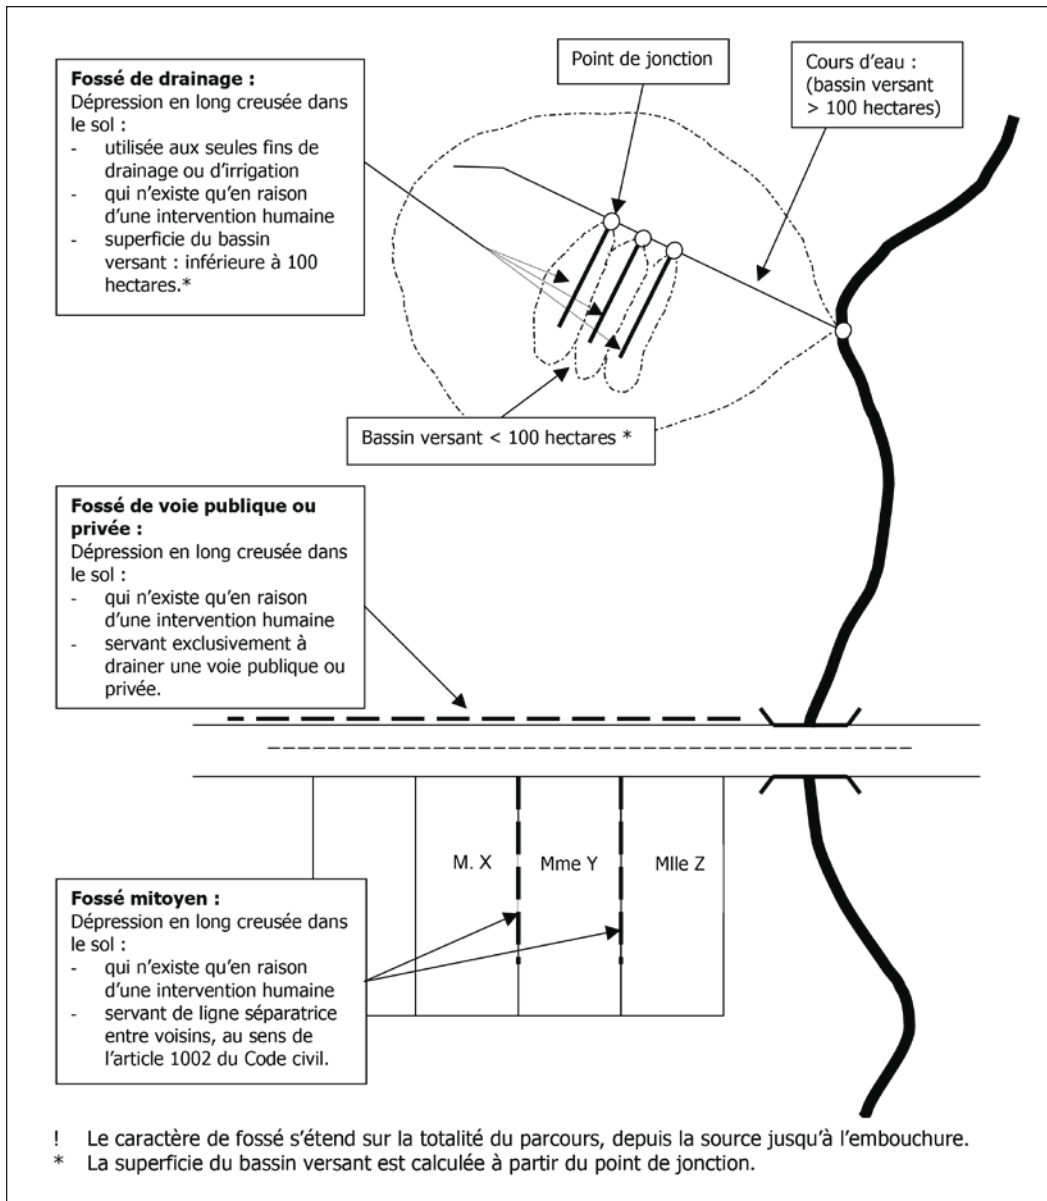 Fossé de drainage :
Dépression en long creusée dans
le sol :
- utilisée aux seules fins de
drainage ou d’irrigation
- qui n’existe qu’en raison
d’une intervention humaine
- superficie du bassin
versant : inférieure à 100
hectares.*
Point de jonction
Cours d’eau :
(bassin versant
> 100 hectares)
Bassin versant < 100 hectares *
Fossé de voie publique ou
privée :
Dépression en long creusée dans
le sol :
- qui n’existe qu’en raison
d’une intervention humaine
- servant exclusivement à
drainer une voie publique ou
privée.
M. X
Mme Y
Mlle Z
Fossé mitoyen :
Dépression en long creusée dans
le sol :
- qui n’existe qu’en raison
d’une intervention humaine
- servant de ligne séparatrice
entre voisins, au sens de
l’article 1002 du Code civil.
! Le caractère de fossé s’étend sur la totalité du parcours, depuis la source jusqu’à l’embouchure.
* La superficie du bassin versant est calculée à partir du point de jonction.